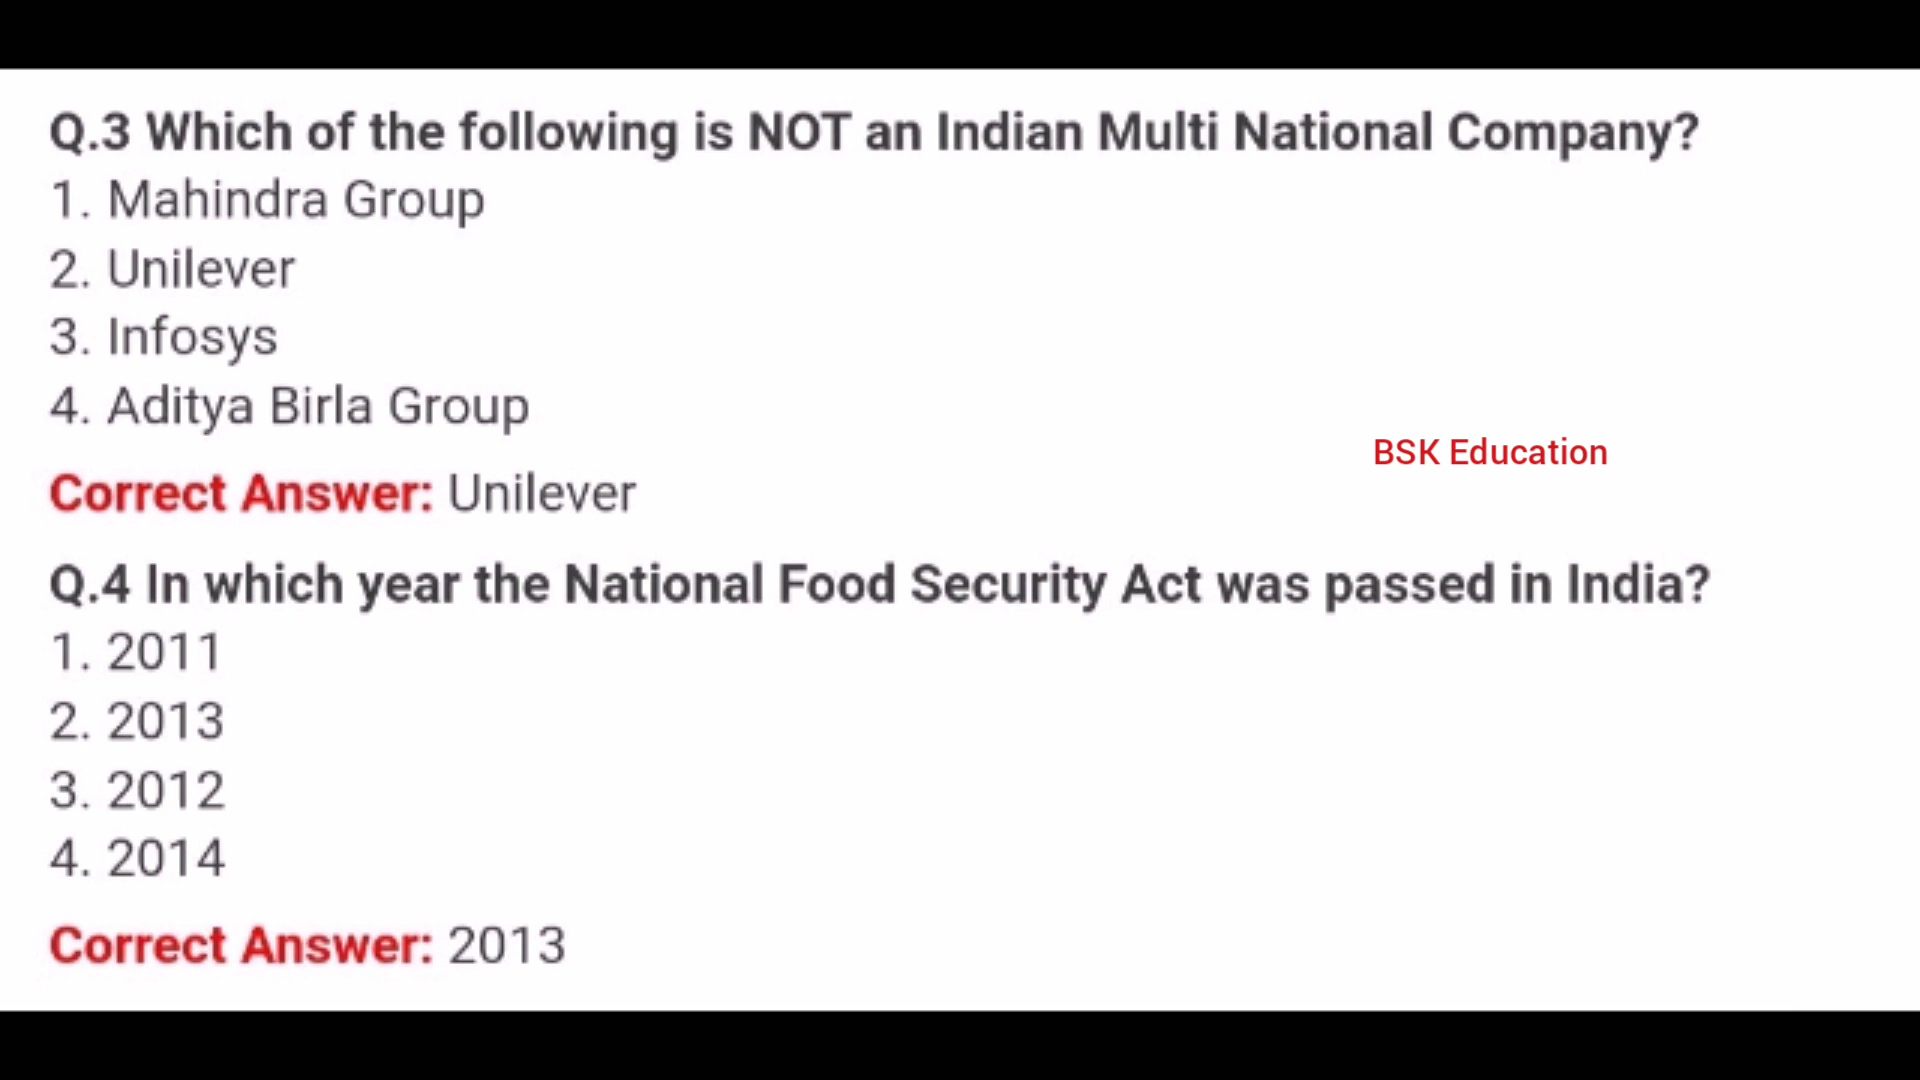 Q.3 Which of the following is NOT an Indian Multi National Company?
1. Mahindra Group
2. Unilever
3. Infosys
4. Aditya Birla Group
BSK Education
Correct Answer: Unilever
Q.4 In which year the National Food Security Act was passed in India?
1. 2011
2. 2013
3. 2012
4. 2014
Correct Answer: 2013